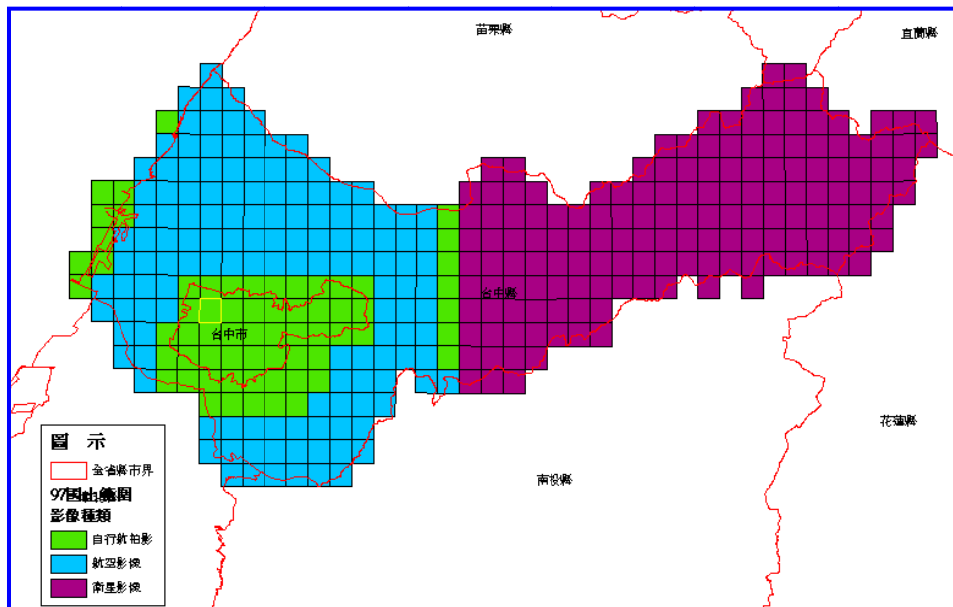 苗栗縣
宜蘭縣
台中縣
台中市
花蓮縣
南投縣
圖 示
全省縣市界
影像種類
自行航拍影
航空影像
衛星影像